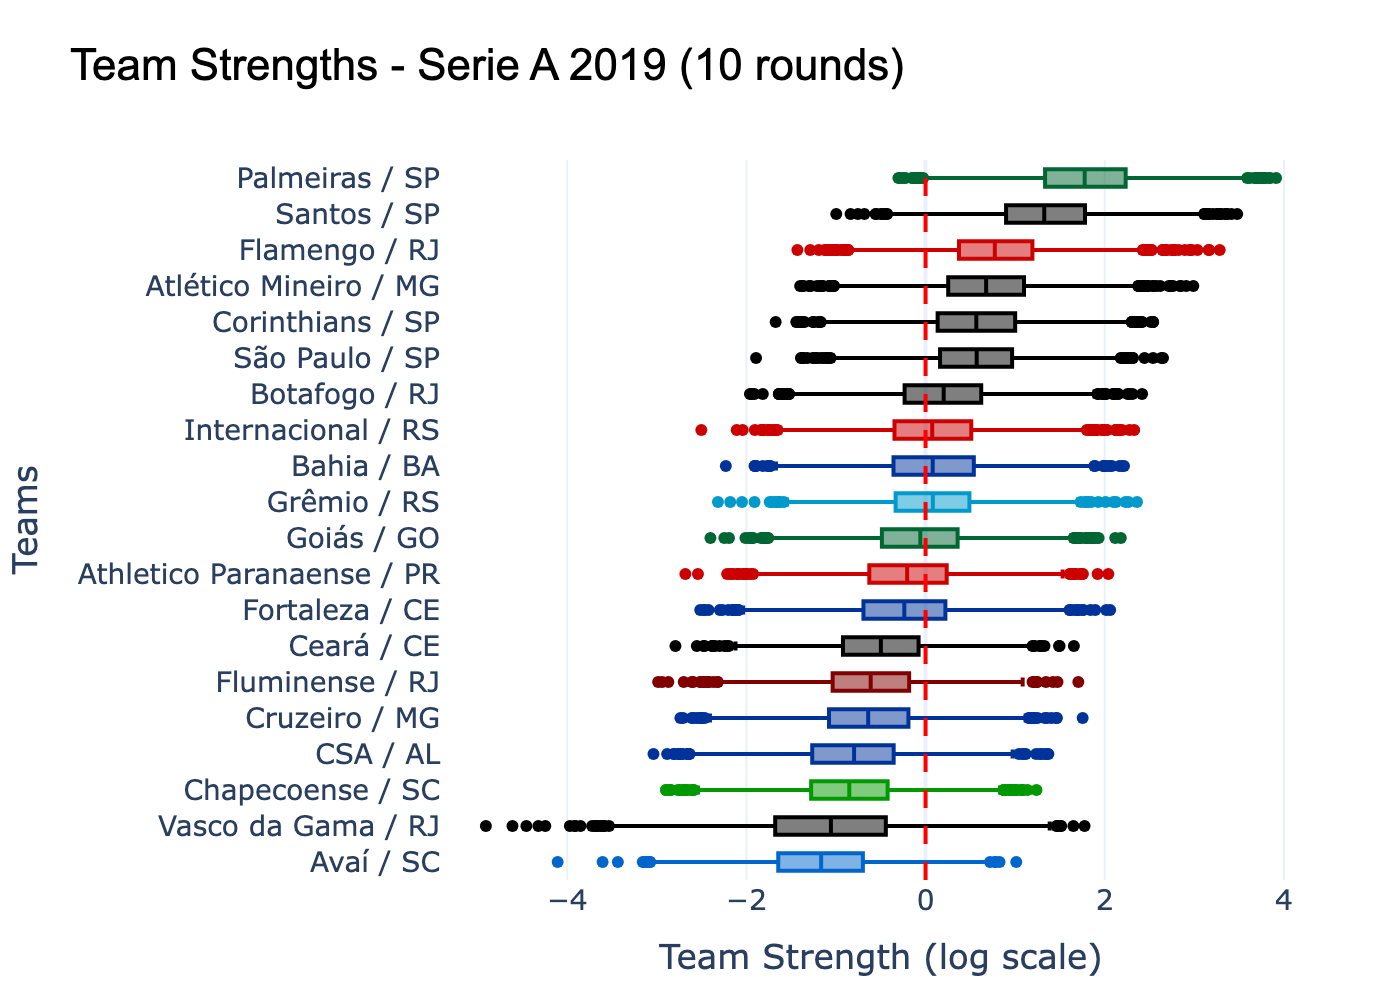 Team Strengths - Serie A 2019 (10 rounds)
Teams
Palmeiras / SP
Santos / SP
Flamengo / RJ
Atlético Mineiro / MG
Corinthians / SP
São Paulo / SP
Botafogo / RJ
Internacional / RS
Bahia / BA
Grêmio / RS
Goiás / GO
Athletico Paranaense / PR
Fortaleza / CE
Ceará / CE
Fluminense / RJ
Cruzeiro / MG
CSA / AL
Chapecoense / SC
Vasco da Gama / RJ
Avaí / SC
−4 −2 0 2 4
Team Strength (log scale)